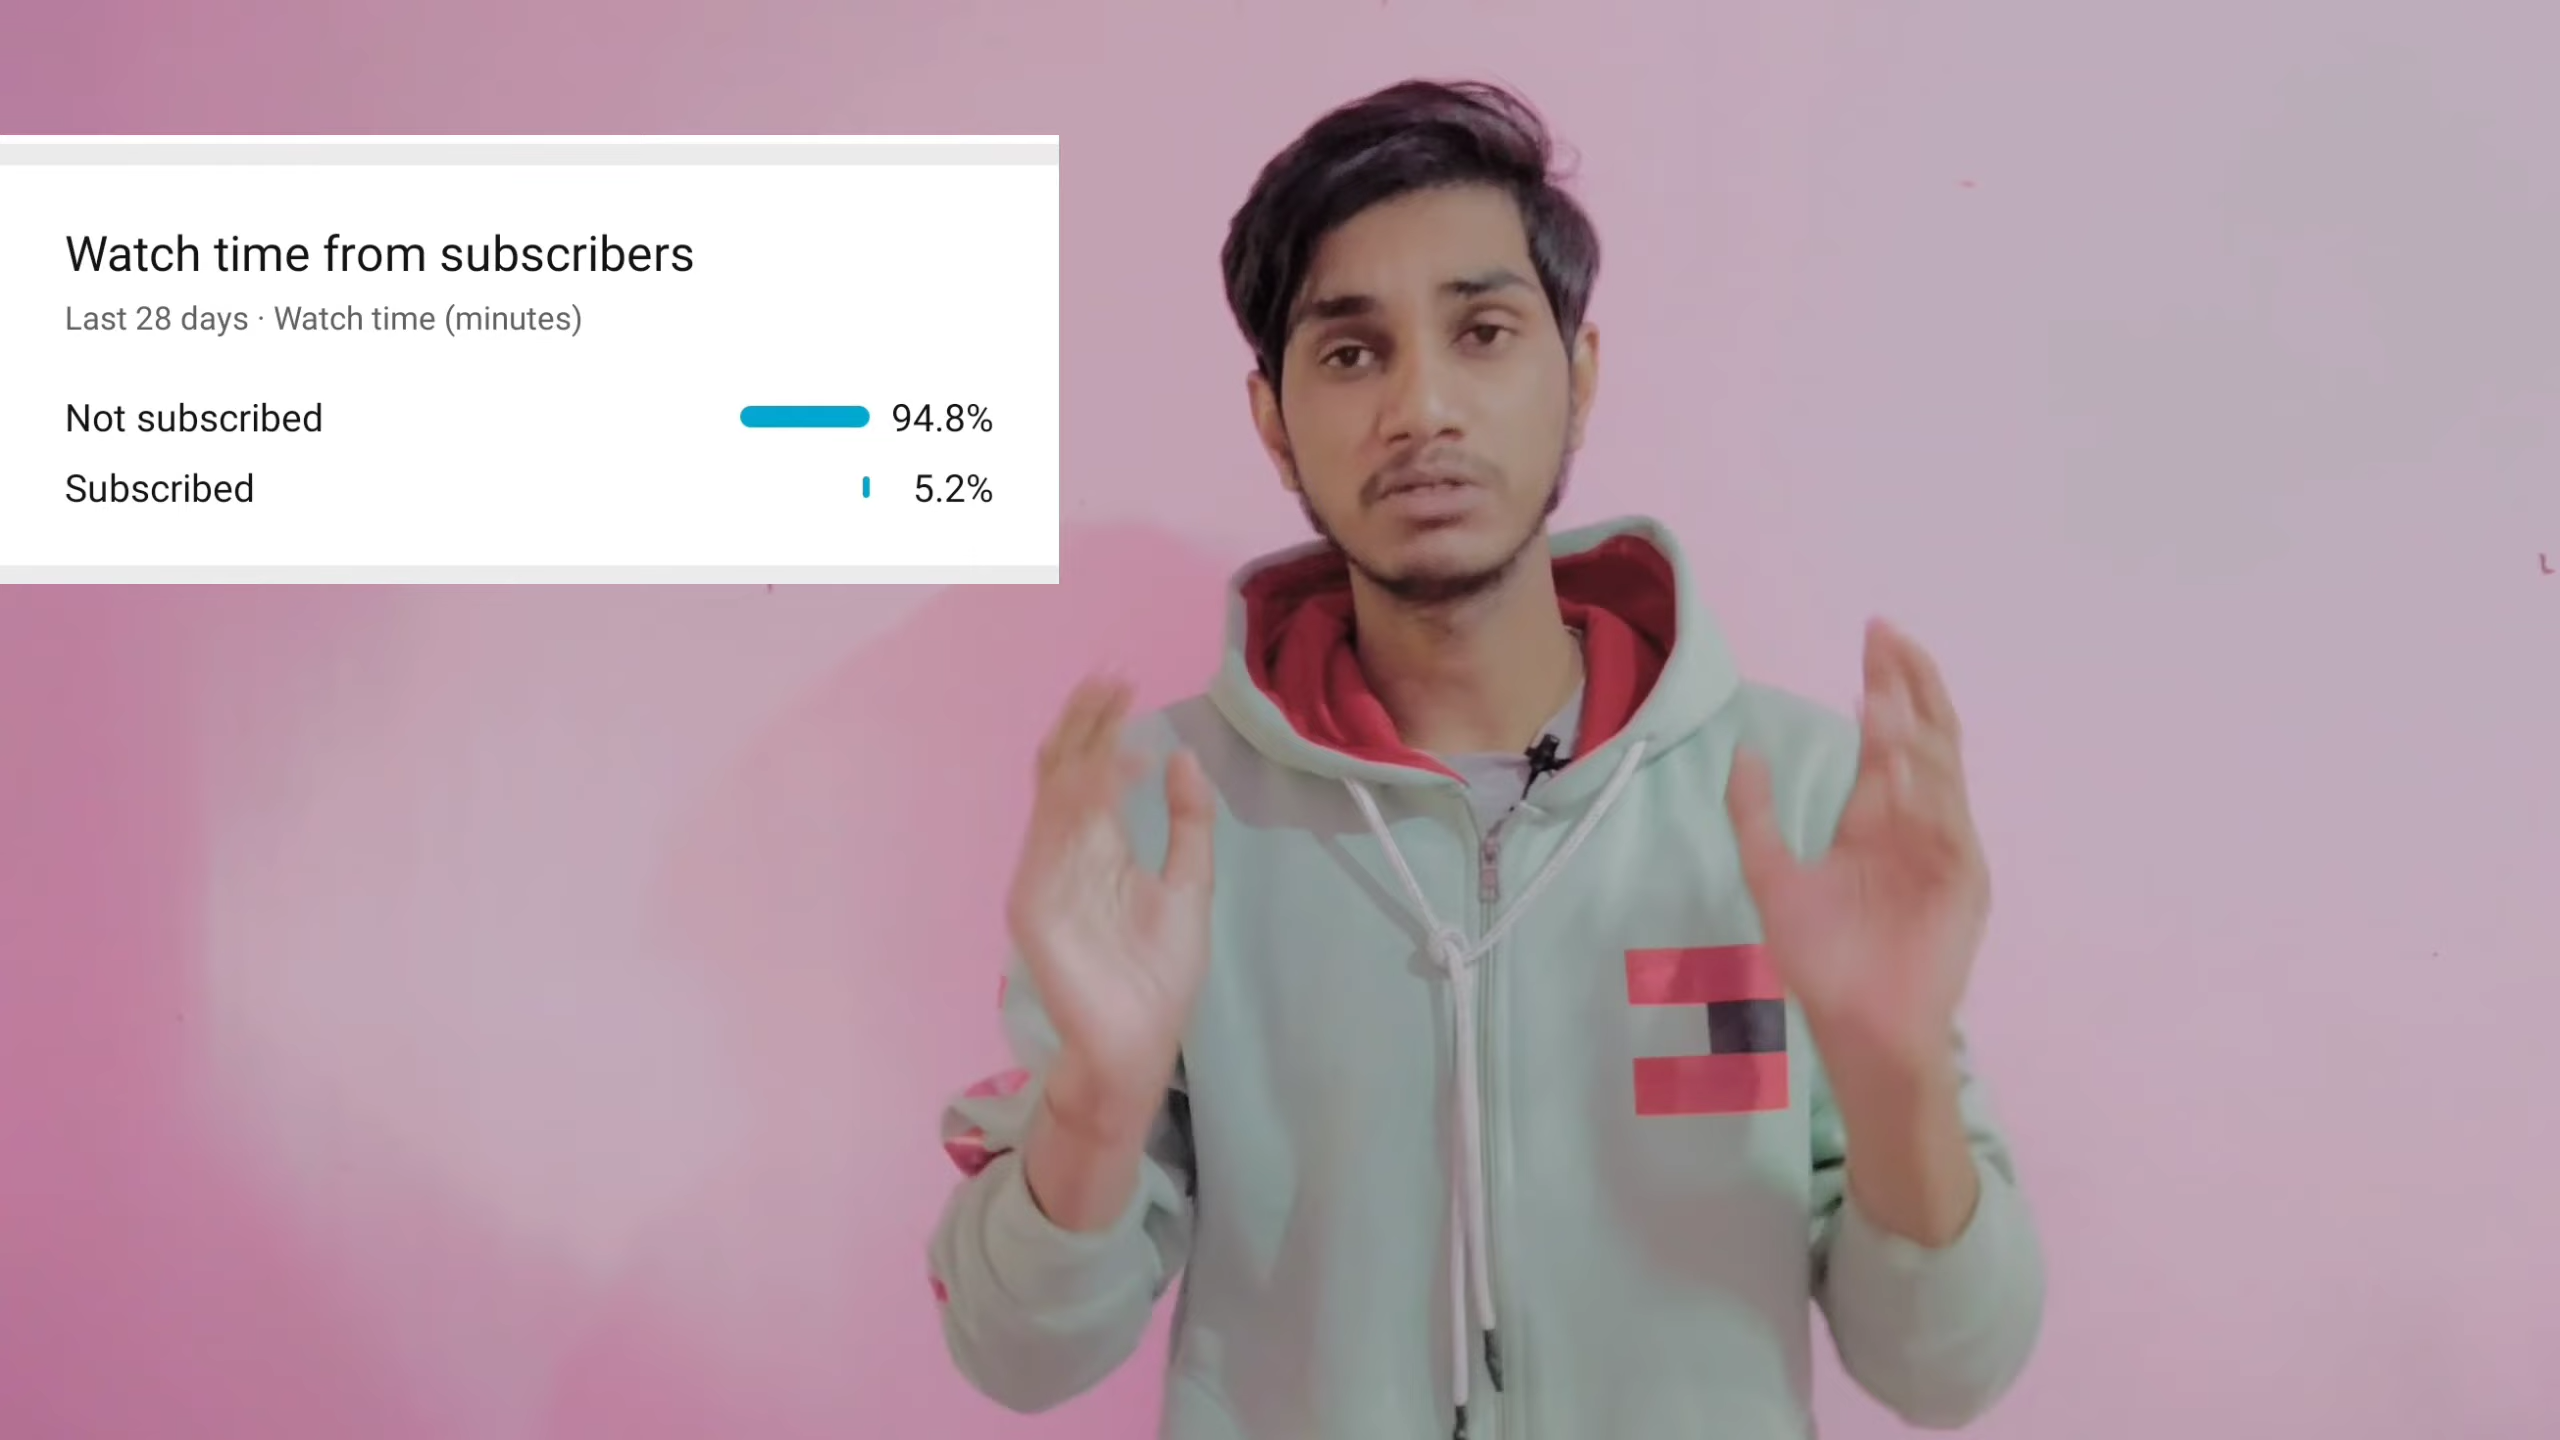 Watch time from subscribers
Last 28 days · Watch time (minutes)
Not subscribed 94.8%
Subscribed 5.2%